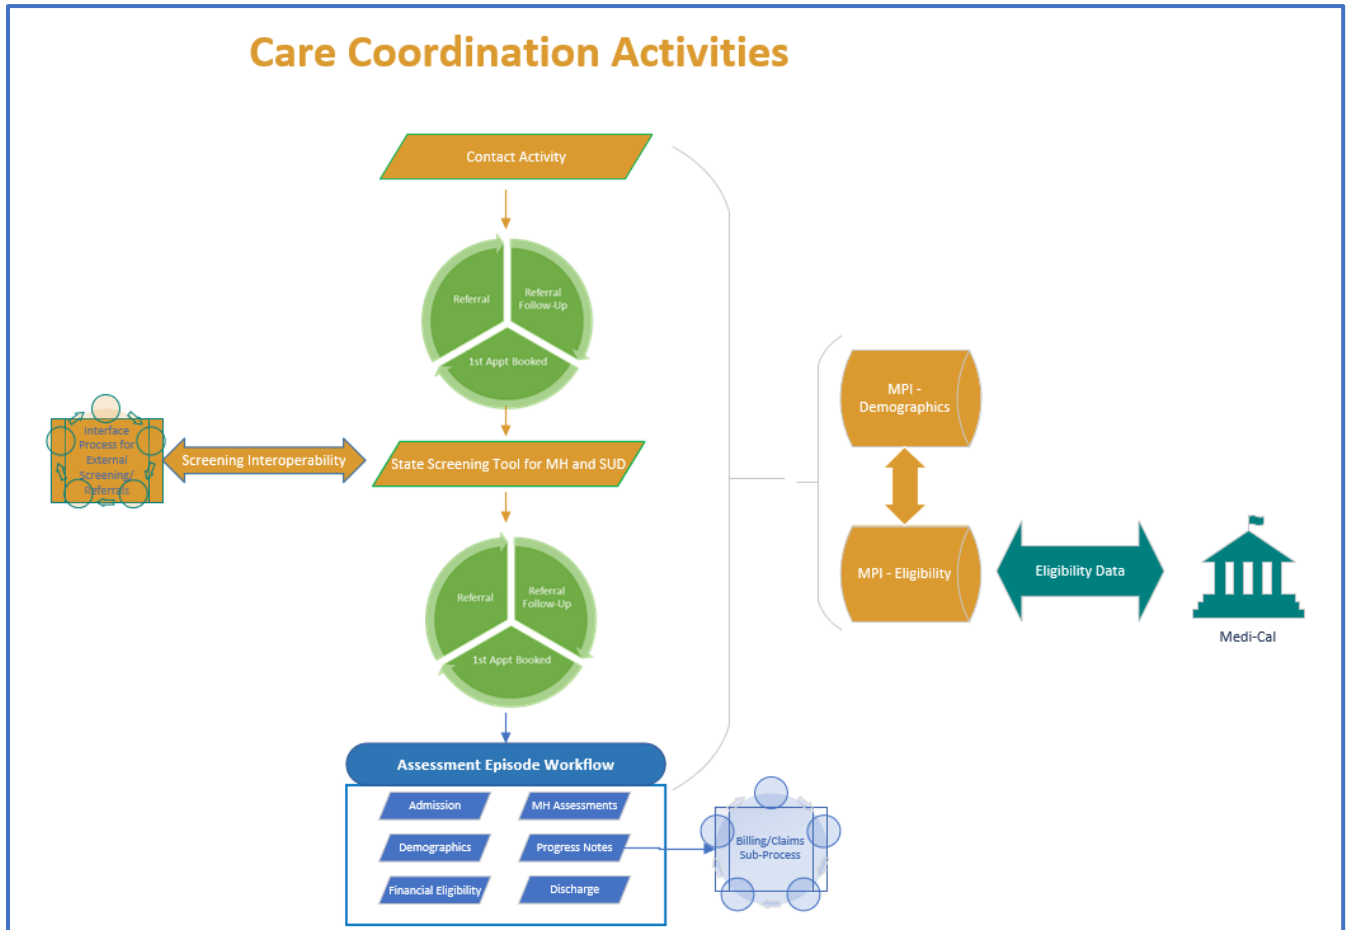 Care Coordination Activities
Contact Activity
Referral
Referral
Follow-Up
1st Appt Booked
Interface
Process for
External
Screening/
Referrals
Screening Interoperability
State Screening Tool for MH and SUD
Referral
Referral
Follow-Up
1st Appt Booked
MPI -
Demographics
MPI - Eligibility
Eligibility Data
Medi-Cal
Assessment Episode Workflow
Admission
MH Assessments
Demographics
Progress Notes
Financial Eligibility
Discharge
Billing/Claims
Sub-Process